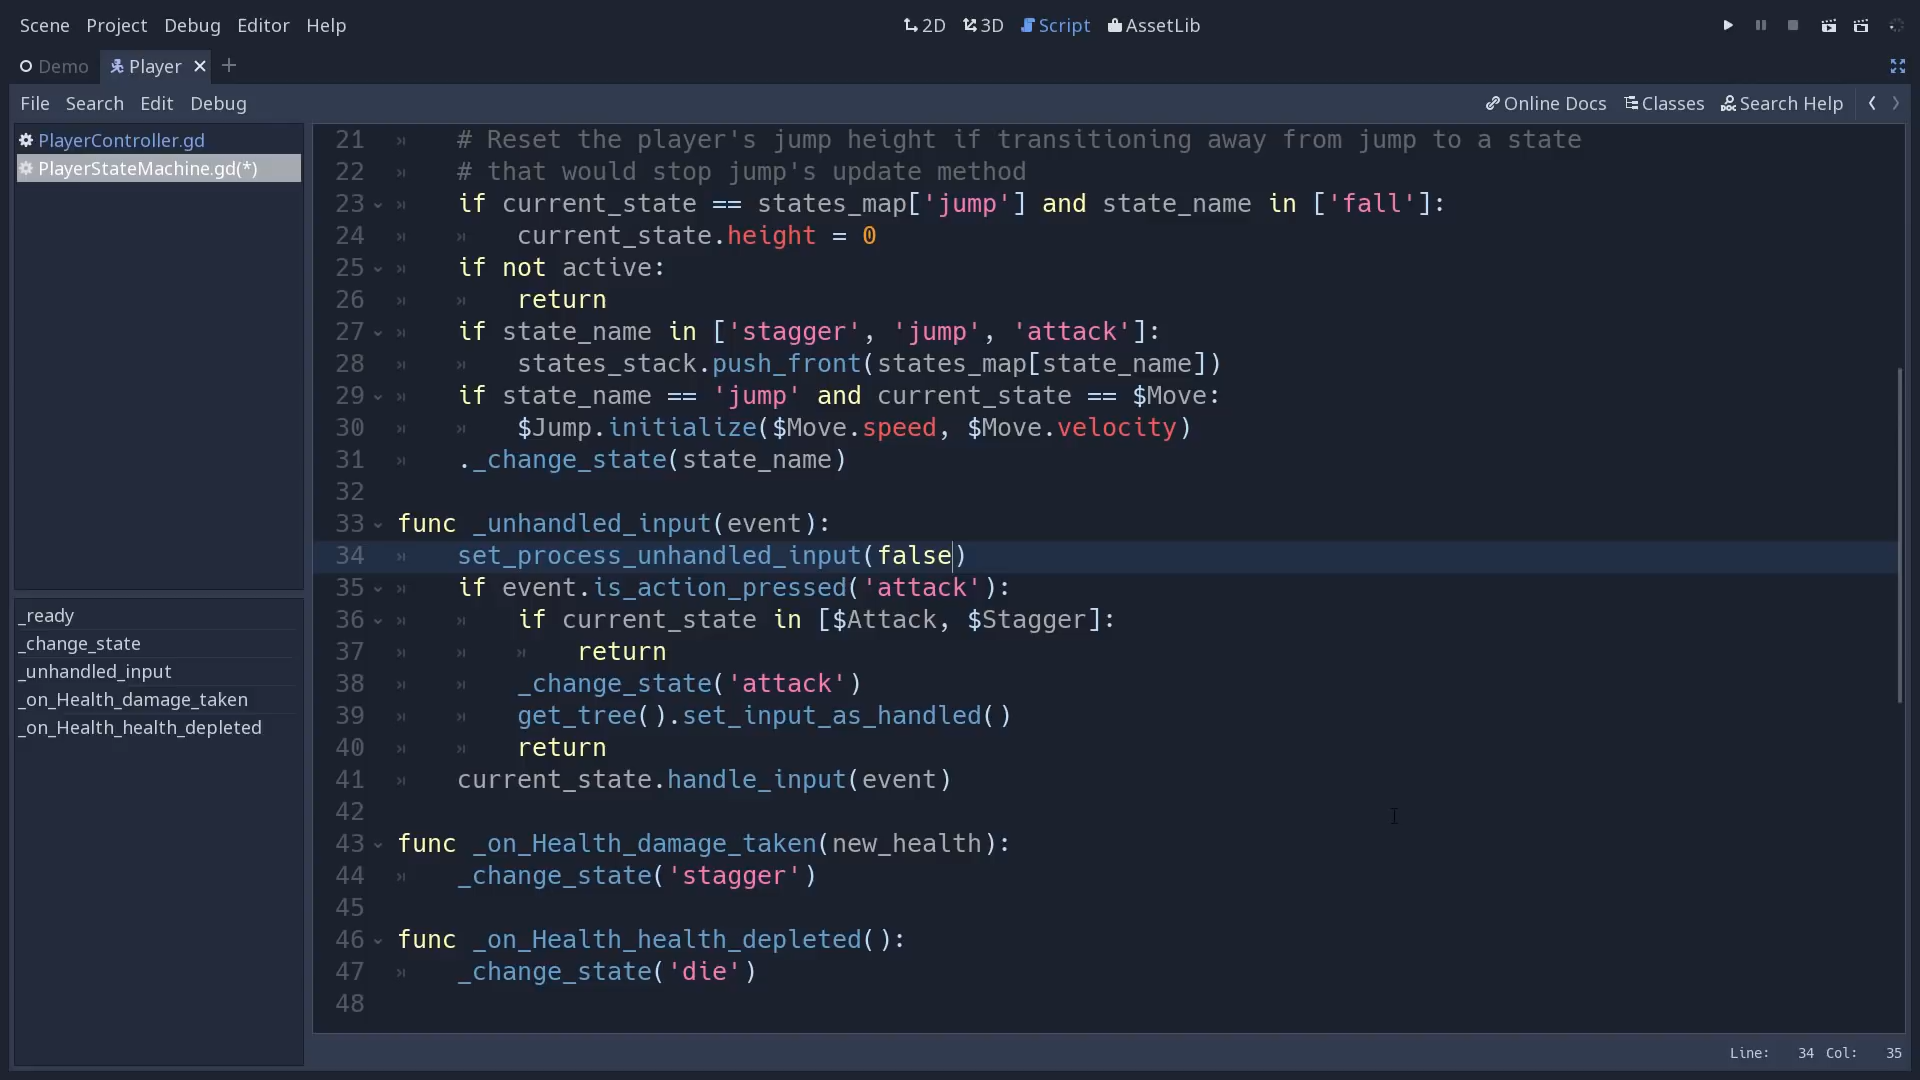 Scene Project Debug Editor Help 2D 3D Script AssetLib
Demo Player
File Search Edit Debug Online Docs Classes Search Help
PlayerController.gd
PlayerStateMachine.gd(*)
_ready
_change_state
_unhandled_input
_on_Health_damage_taken
_on_Health_health_depleted
21 # Reset the player's jump height if transitioning away from jump to a state
22 # that would stop jump's update method
23 if current_state == states_map['jump'] and state_name in ['fall']:
24 current_state.height = 0
25 if not active:
26 return
27 if state_name in ['stagger', 'jump', 'attack']:
28 states_stack.push_front(states_map[state_name])
29 if state_name == 'jump' and current_state == $Move:
30 $Jump.initialize($Move.speed, $Move.velocity)
31 ._change_state(state_name)
32
33 func _unhandled_input(event):
34 set_process_unhandled_input(false)
35 if event.is_action_pressed('attack'):
36 if current_state in [$Attack, $Stagger]:
37 return
38 _change_state('attack')
39 get_tree().set_input_as_handled()
40 return
41 current_state.handle_input(event)
42
43 func _on_Health_damage_taken(new_health):
44 _change_state('stagger')
45
46 func _on_Health_health_depleted():
47 _change_state('die')
48
Line: 34 Col: 35